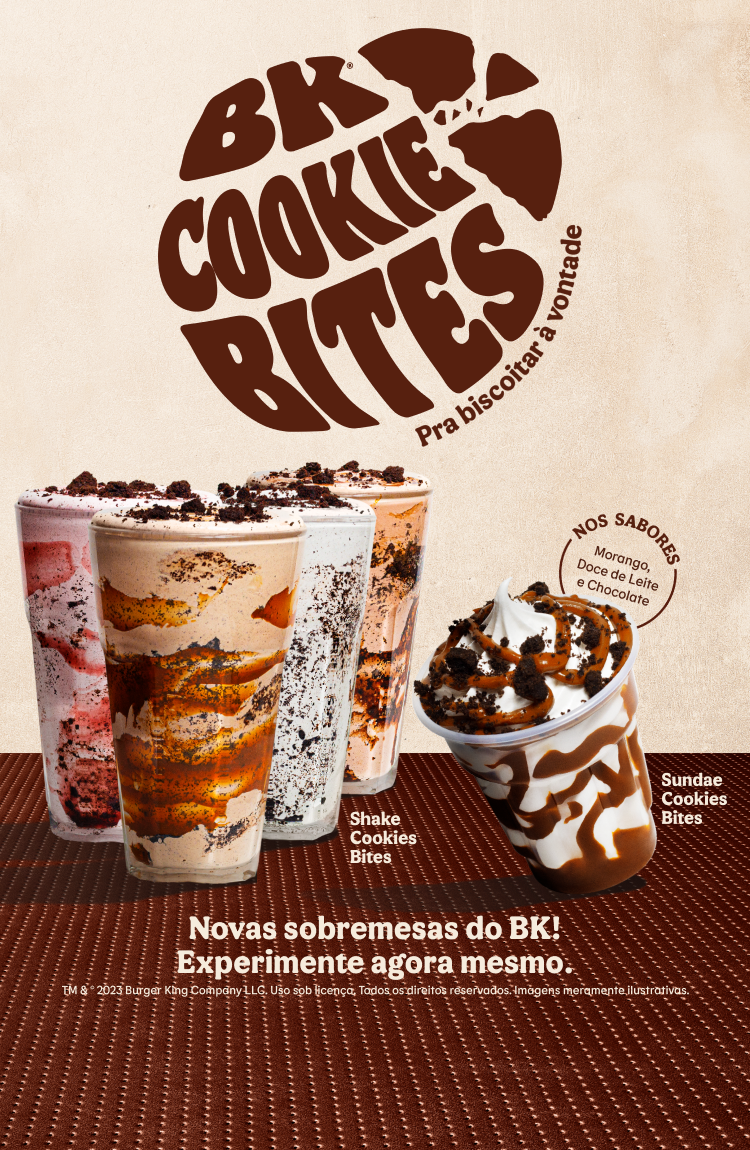 BK®
COOKIE
BITES
Pra biscoitar à vontade
NOS SABORES
Morango,
Doce de Leite
e Chocolate
Sundae
Cookies
Bites
Shake
Cookies
Bites
Novas sobremesas do BK!
Experimente agora mesmo.
TM & ® 2023 Burger King Company LLG. Uso sob licença. Todos os direitos reservados. Imagens meramente ilustrativas.